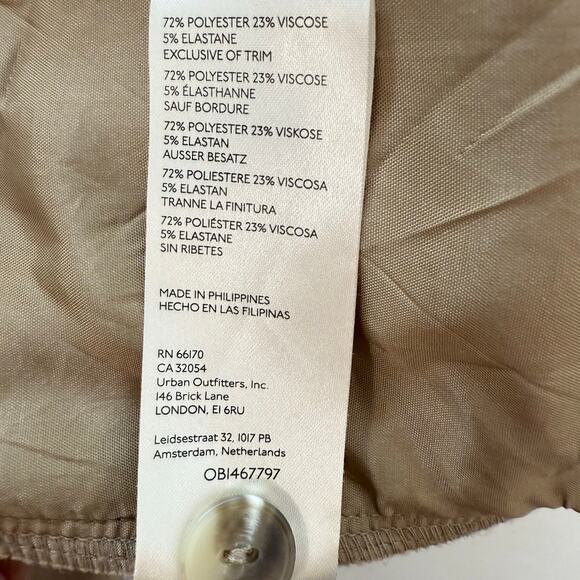 72% POLYESTER 23% VISCOSE
5% ELASTANE
EXCLUSIVE OF TRIM
72% POLYESTER 23% VISCOSE
5% ÉLASTHANNE
SAUF BORDURE
72% POLYESTER 23% VISKOSE
5% ELASTAN
AUSSER BESATZ
72% POLIESTERE 23% VISCOSA
5% ELASTAN
TRANNE LA FINITURA
72% POLIÉSTER 23% VISCOSA
5% ELASTANE
SIN RIBETES
MADE IN PHILIPPINES
HECHO EN LAS FILIPINAS
RN 66170
CA 32054
Urban Outfitters, Inc.
146 Brick Lane
LONDON, E1 6RU
Leidsestraat 32, 1017 PB
Amsterdam, Netherlands
OB1467797